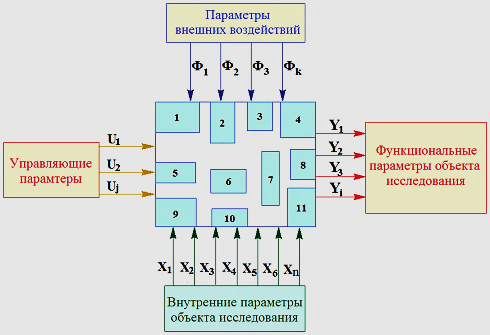 Параметры
внешних воздействий
Ф1 Ф2 Ф3 Фk
1 2 3 4
U1
U2
Uj
Управляющие
парамтеры
5 6 7 8
9 10 11
Y1
Y2
Y3
Yi
Функциональные
параметры объекта
исследования
X1 X2 X3 X4 X5 X6 Xn
Внутренние параметры
объекта исследования